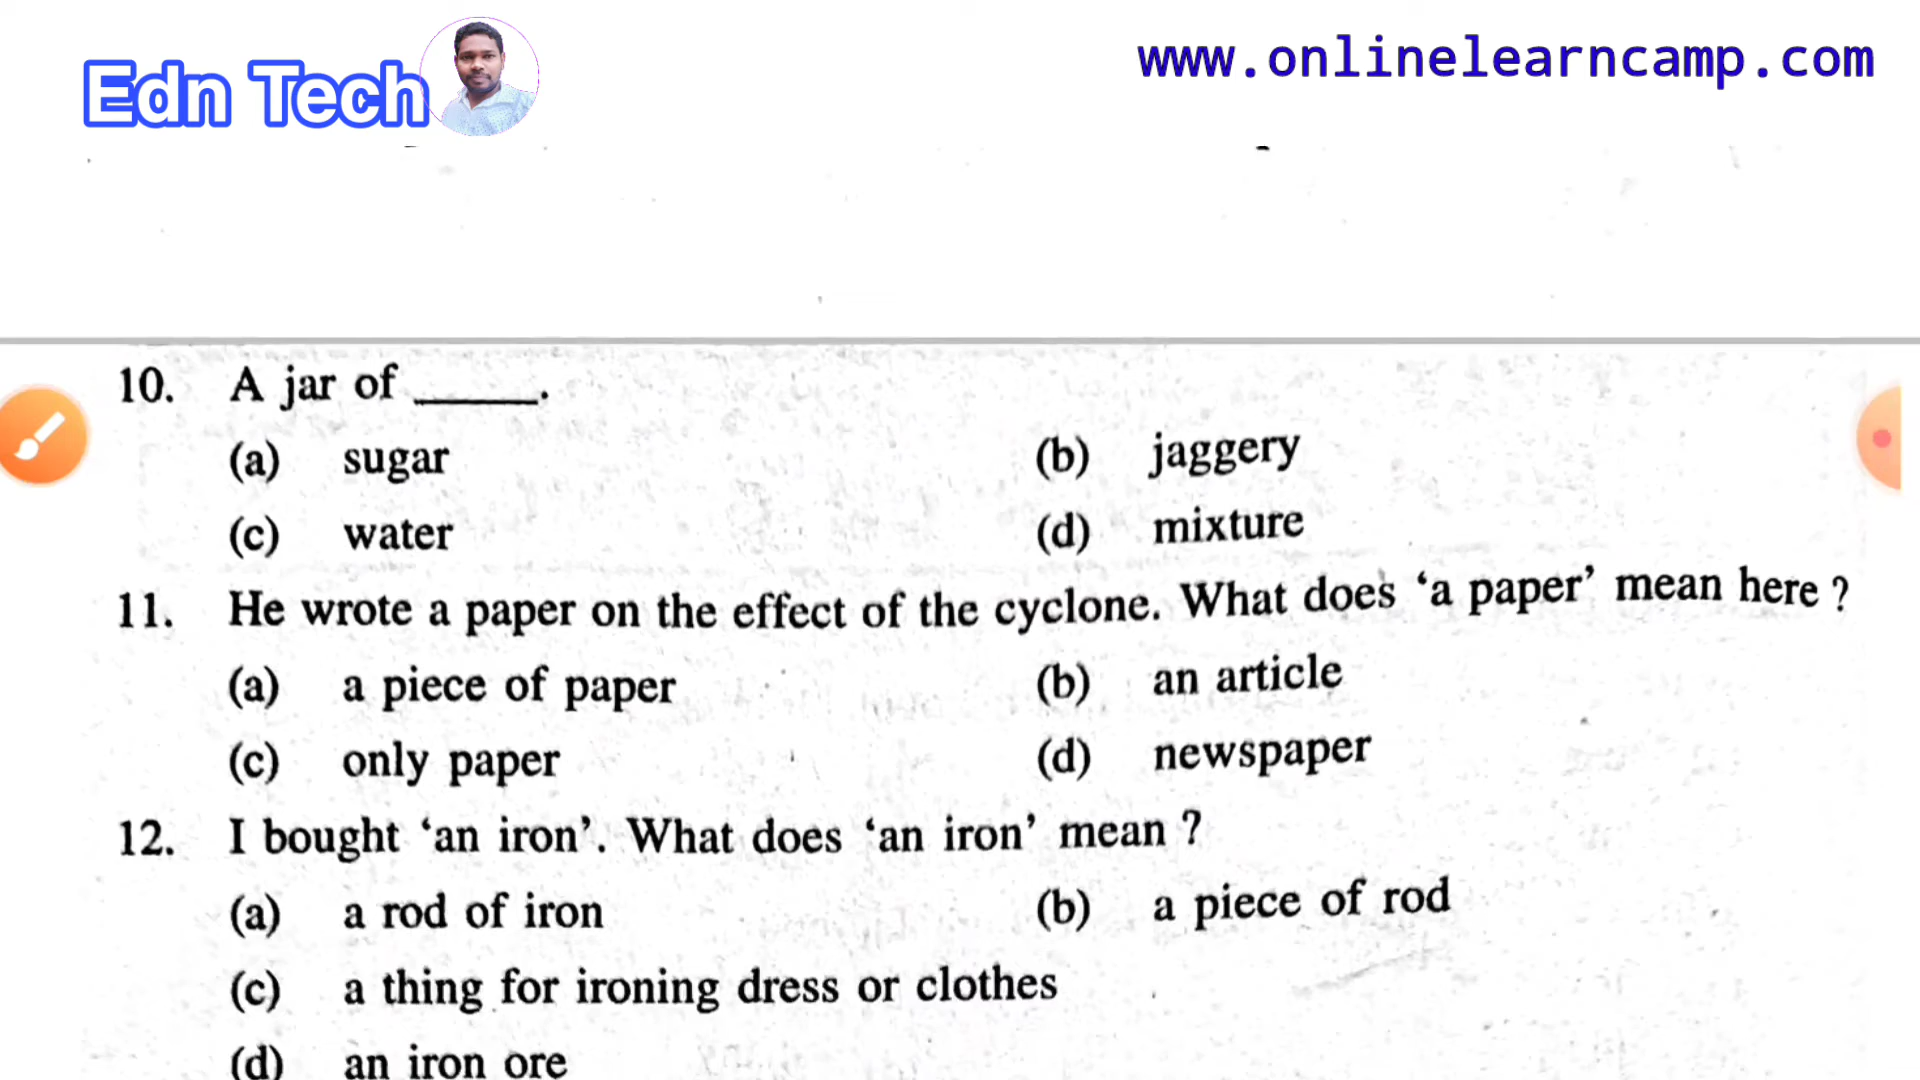 Edn Tech
www.onlinelearncamp.com
10. A jar of _____.
(a) sugar (b) jaggery
(c) water (d) mixture
11. He wrote a paper on the effect of the cyclone. What does ‘a paper’ mean here ?
(a) a piece of paper (b) an article
(c) only paper (d) newspaper
12. I bought ‘an iron’. What does ‘an iron’ mean ?
(a) a rod of iron (b) a piece of rod
(c) a thing for ironing dress or clothes
(d) an iron ore